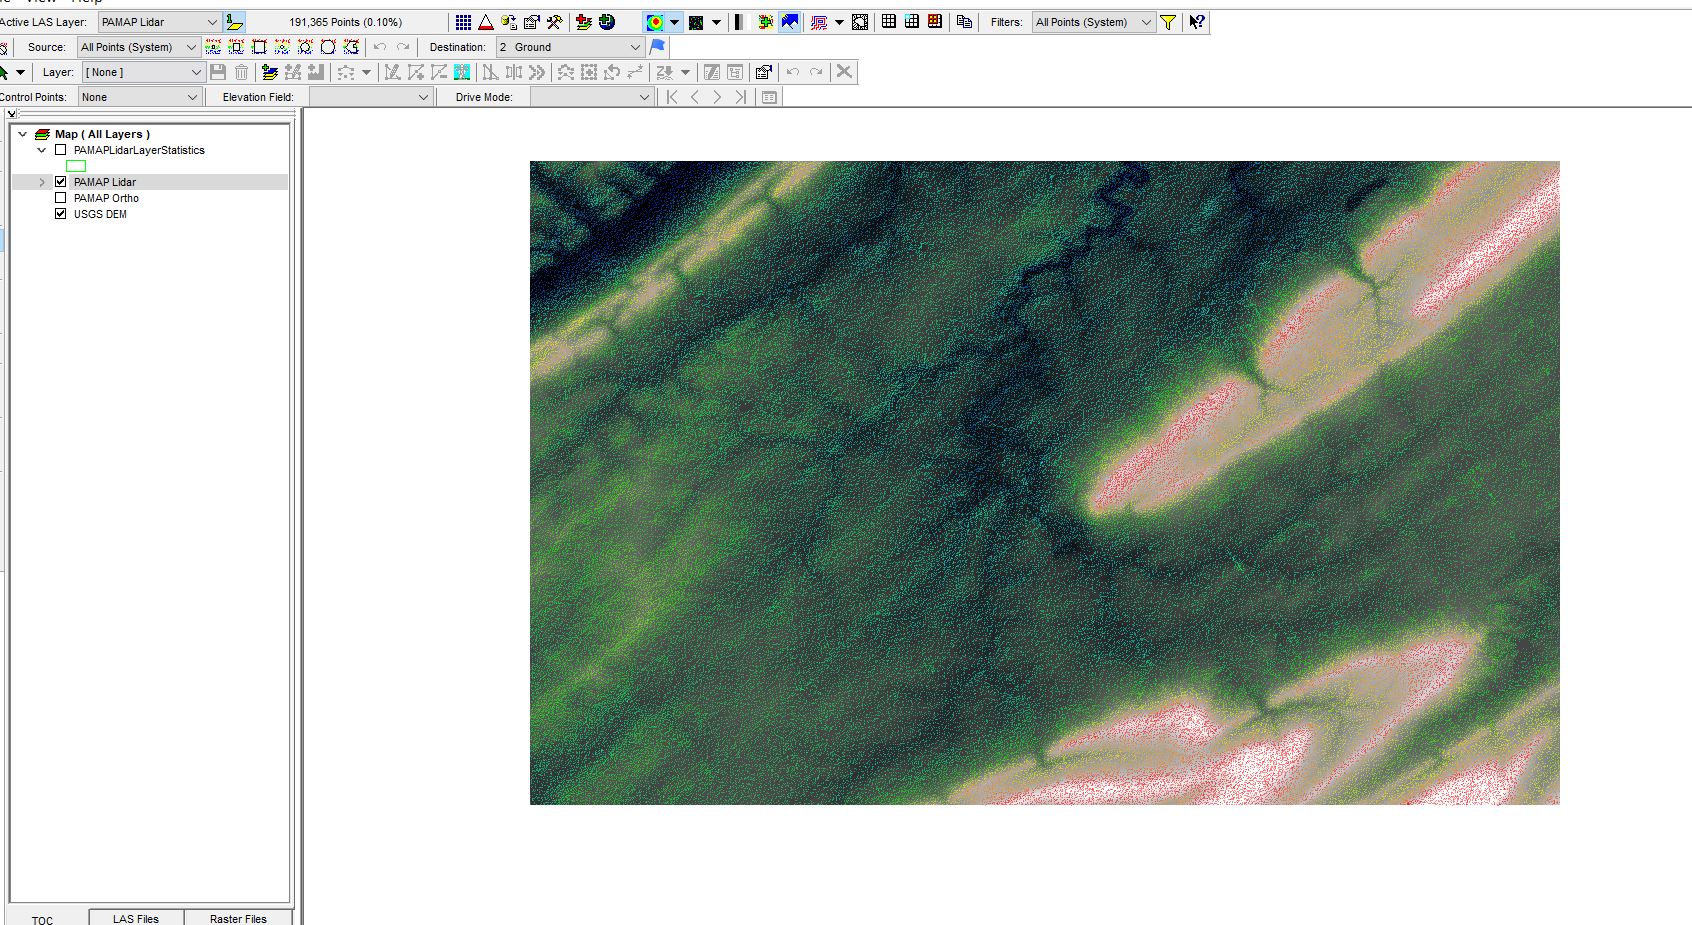 View Help
Active LAS Layer: PAMAP Lidar 191,365 Points (0.10%) Filters: All Points (System)
Source: All Points (System) Destination: 2 Ground
Layer: [ None ]
Control Points: None Elevation Field: Drive Mode:
Map ( All Layers )
PAMAPLidarLayerStatistics
PAMAP Lidar
PAMAP Ortho
USGS DEM
TOC LAS Files Raster Files